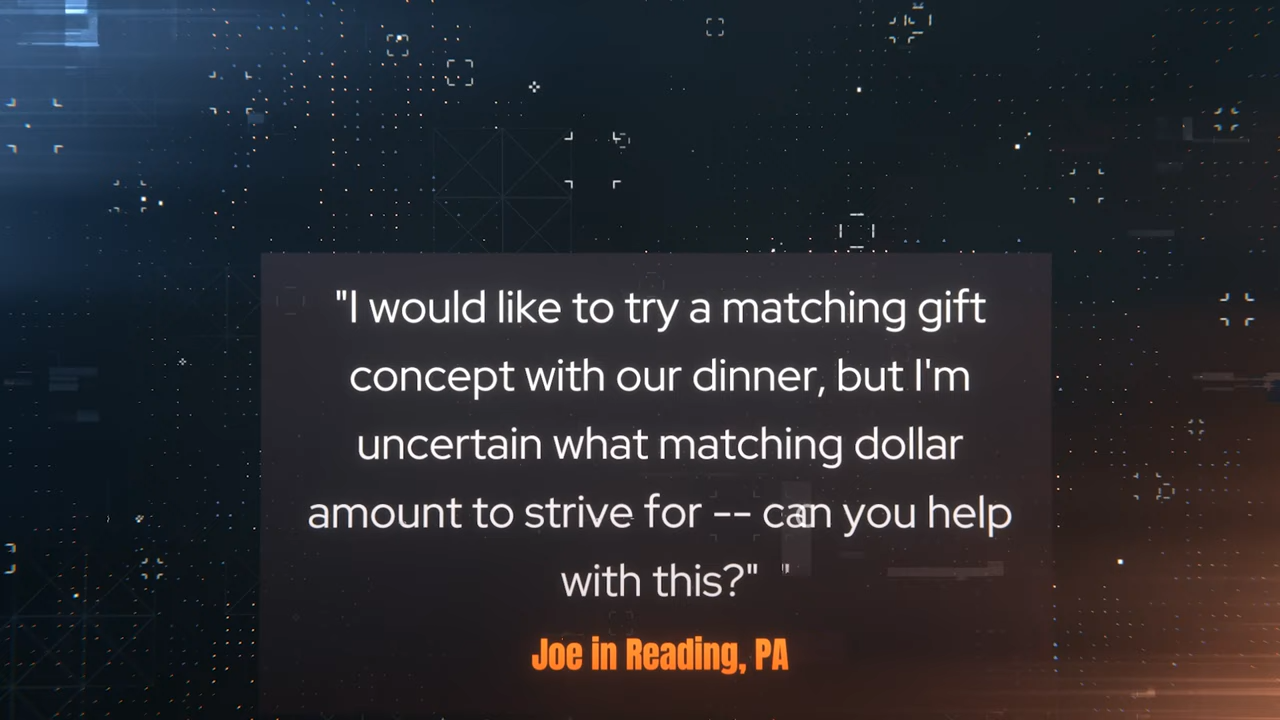 "I would like to try a matching gift
concept with our dinner, but I'm
uncertain what matching dollar
amount to strive for -- can you help
with this?"
Joe in Reading, PA